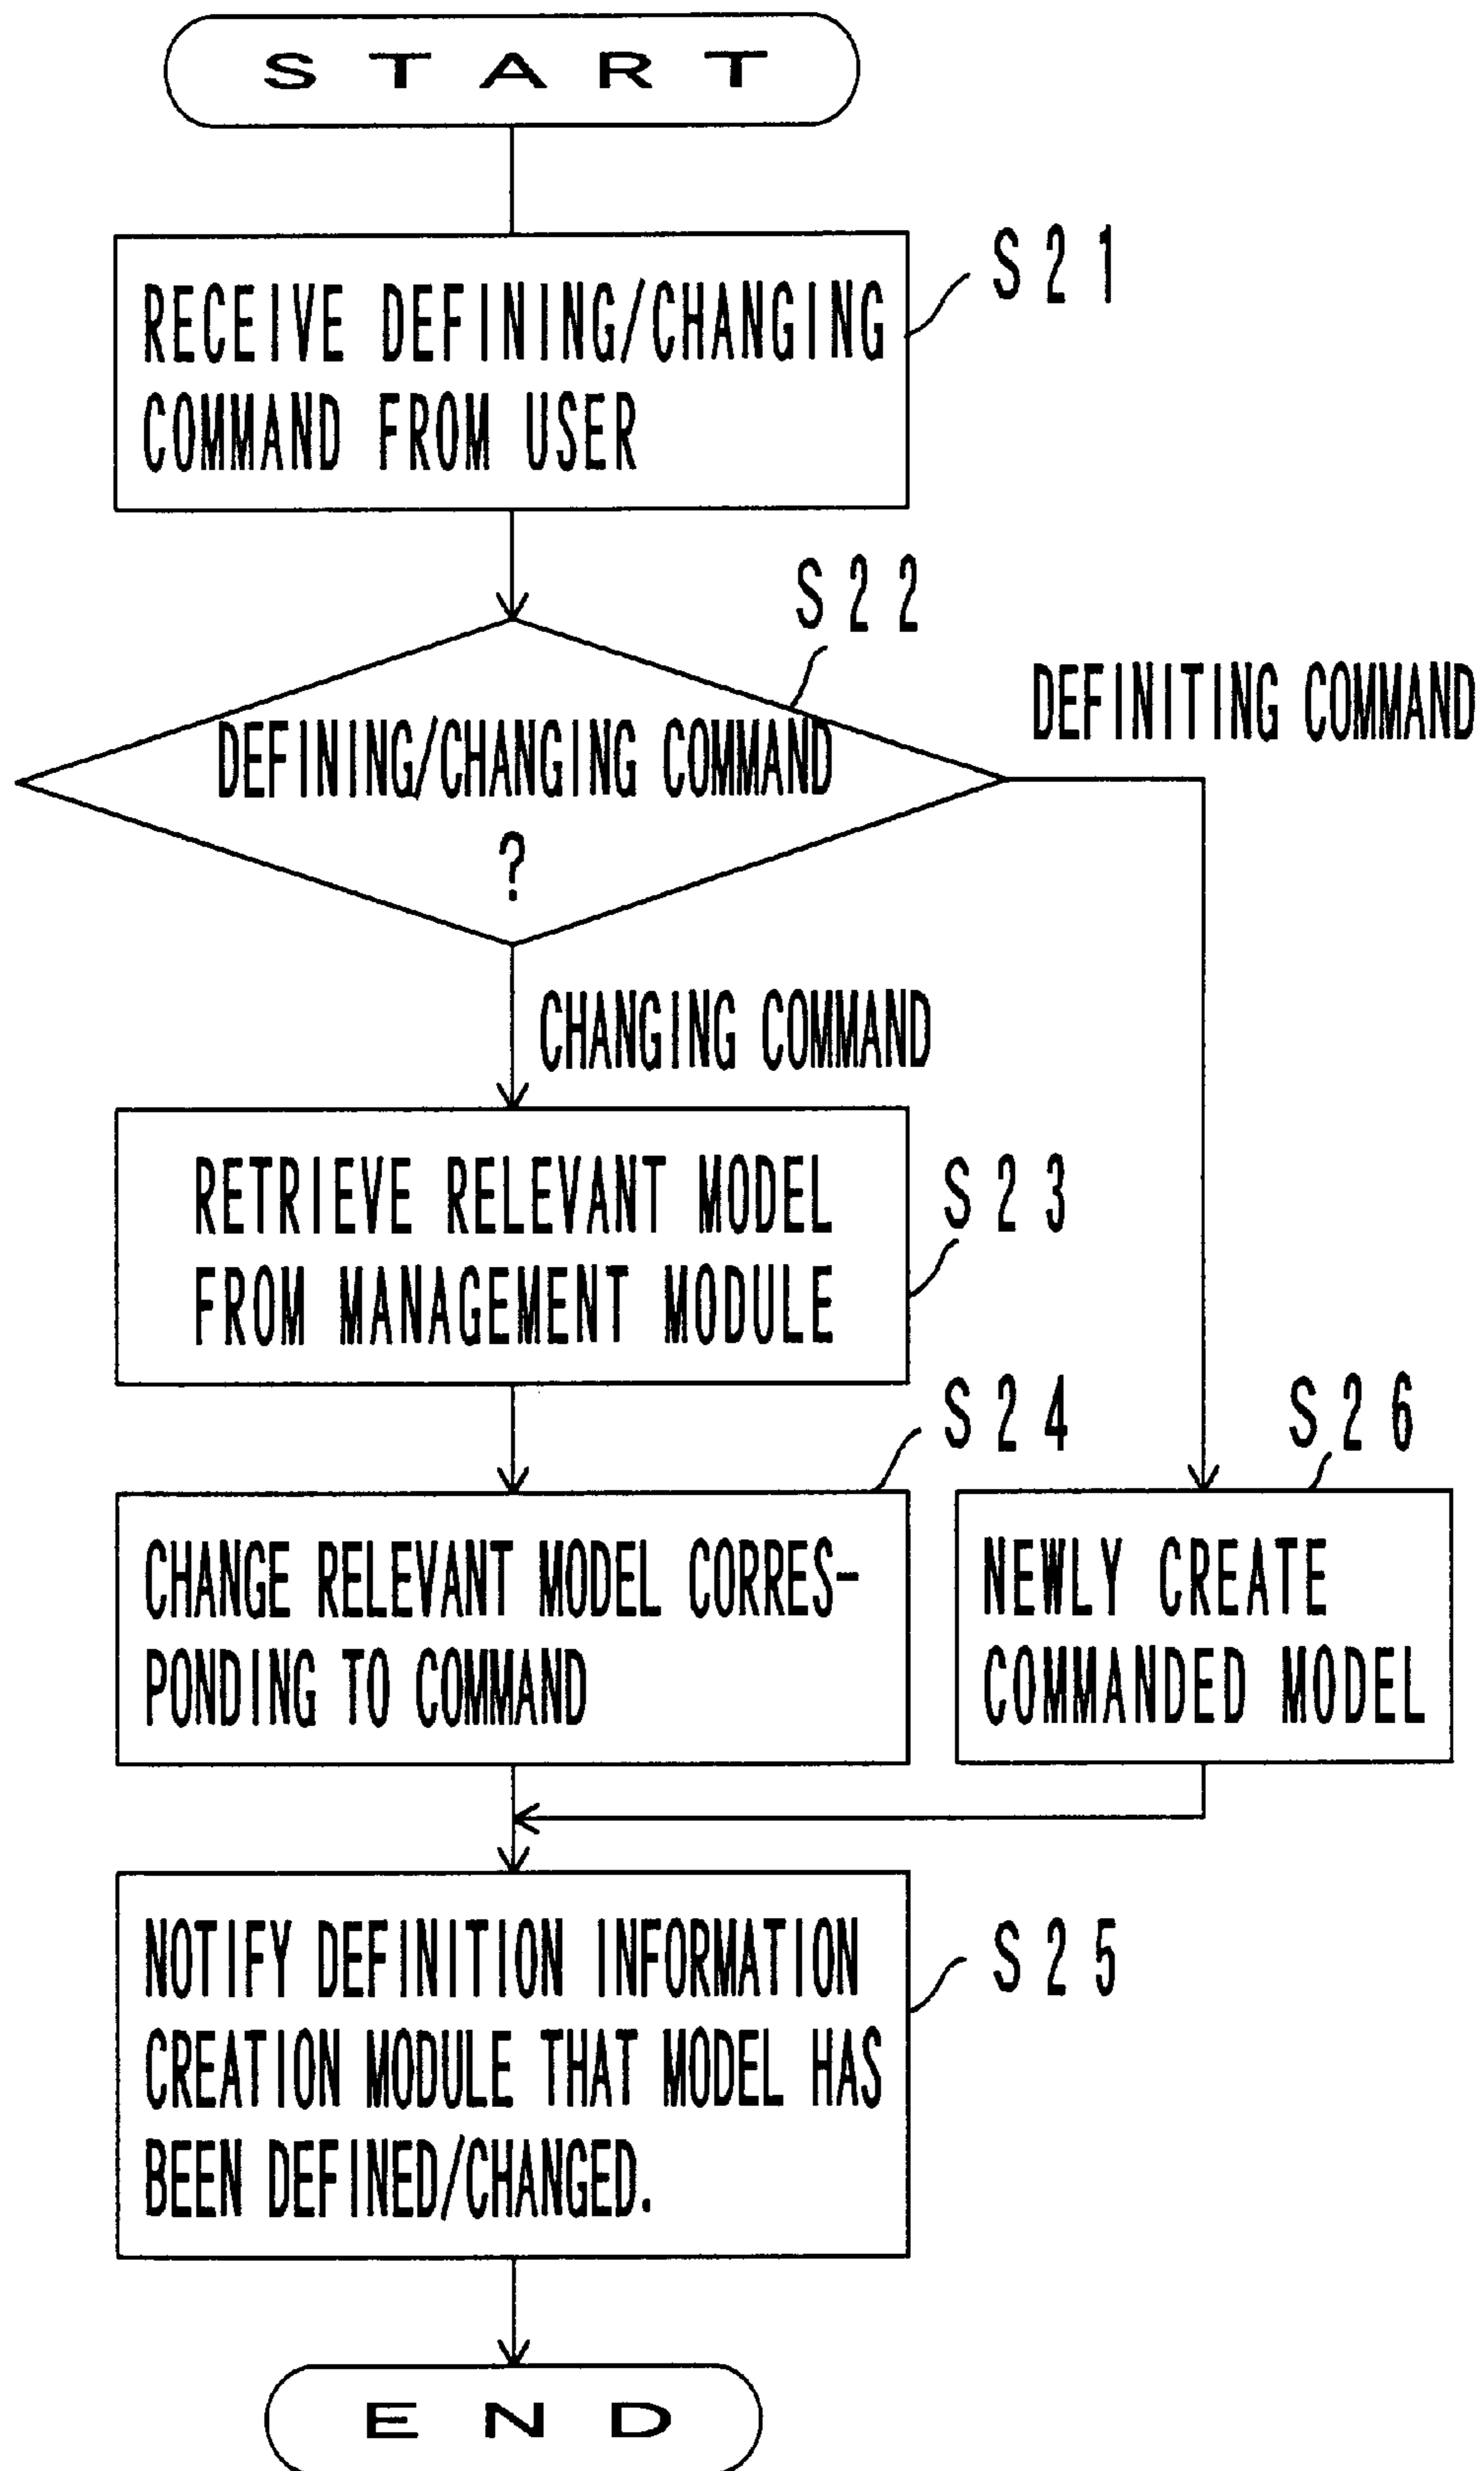 START
S21
RECEIVE DEFINING/CHANGING
COMMAND FROM USER
S22
DEFINITING COMMAND
DEFINING/CHANGING COMMAND
?
CHANGING COMMAND
RETRIEVE RELEVANT MODEL
FROM MANAGEMENT MODULE
S23
S24
S26
CHANGE RELEVANT MODEL CORRES-
PONDING TO COMMAND
NEWLY CREATE
COMMANDED MODEL
NOTIFY DEFINITION INFORMATION
CREATION MODULE THAT MODEL HAS
BEEN DEFINED/CHANGED.
S25
END